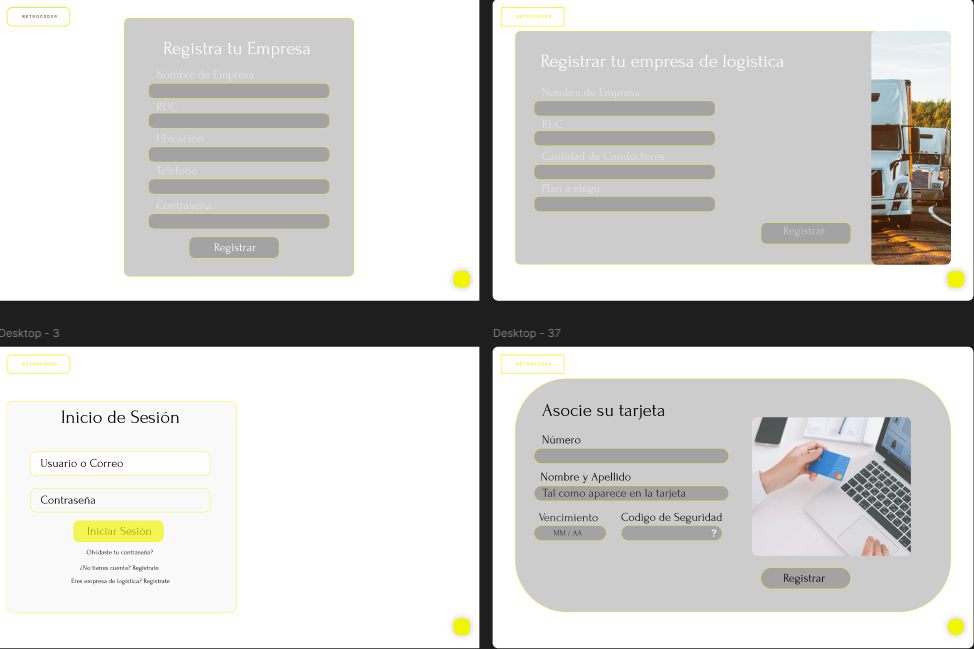 RETROCEDER
Registra tu Empresa
Nombre de Empresa
RUC
Ubicacion
Telefono
Contraseña
Registrar
RETROCEDER
Registrar tu empresa de logistica
Nombre de Empresa
RUC
Cantidad de Conductores
Plan a elegir
Registrar
Desktop - 3
RETROCEDER
Inicio de Sesión
Usuario o Correo
Contraseña
Iniciar Sesión
Olvidaste tu contraseña?
¿No tienes cuenta? Registrate
Eres empresa de logistica? Registrate
Desktop - 37
RETROCEDER
Asocie su tarjeta
Número
Nombre y Apellido
Tal como aparece en la tarjeta
Vencimiento Codigo de Seguridad
MM / AA ?
Registrar